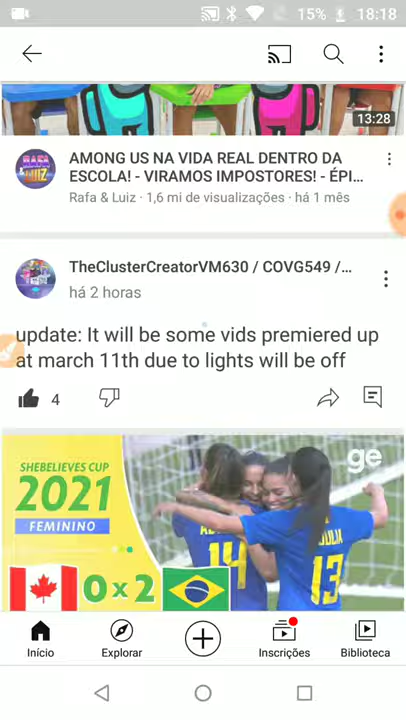 15% 18:18
13:28
AMONG US NA VIDA REAL DENTRO DA
ESCOLA! - VIRAMOS IMPOSTORES! - ÉPI...
Rafa & Luiz · 1,6 mi de visualizações · há 1 mês
TheClusterCreatorVM630 / COVG549 /...
há 2 horas
update: It will be some vids premiered up
at march 11th due to lights will be off
4
SHEBELIEVES CUP
2021
FEMININO
ge
0 x 2
14
JULIA
13
Início
Explorar
Inscrições
Biblioteca